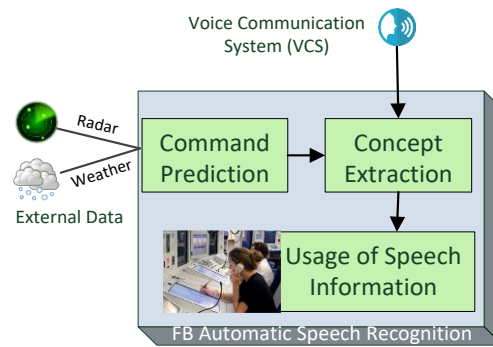 Voice Communication
System (VCS)
Radar
Weather
External Data
Command
Prediction
Concept
Extraction
Usage of Speech
Information
FB Automatic Speech Recognition